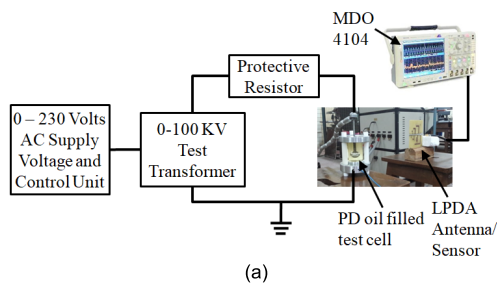 MDO
4104
Protective
Resistor
0 – 230 Volts
AC Supply
Voltage and
Control Unit
0-100 KV
Test
Transformer
PD oil filled
test cell
LPDA
Antenna/
Sensor
(a)